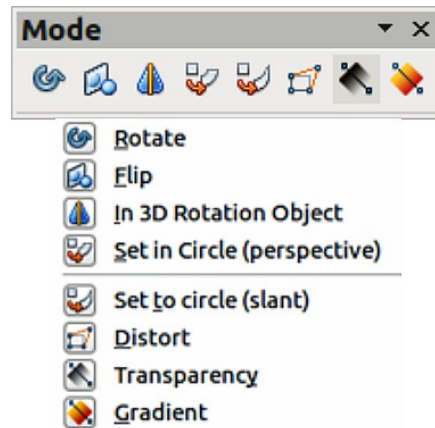 Mode
Rotate
Flip
In 3D Rotation Object
Set in Circle (perspective)
Set to circle (slant)
Distort
Transparency
Gradient